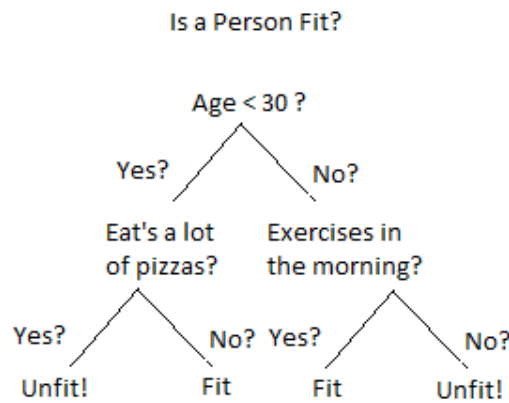 Is a Person Fit?
Age < 30 ?
Yes?
No?
Eat's a lot
of pizzas?
Exercises in
the morning?
Yes?
No?
Yes?
No?
Unfit!
Fit
Fit
Unfit!